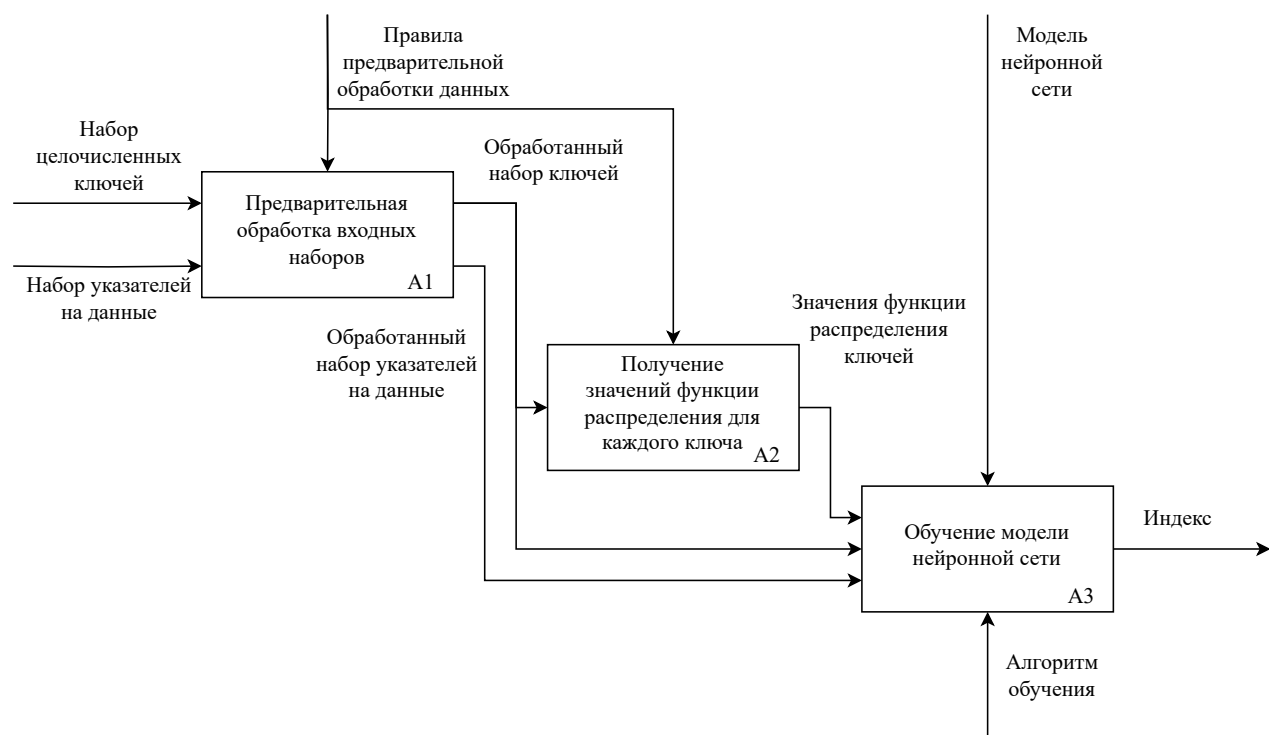 Правила
предварительной
обработки данных
Модель
нейронной
сети
Набор
целочисленных
ключей
Обработанный
набор ключей
Предварительная
обработка входных
наборов
A1
Набор указателей
на данные
Значения функции
распределения
ключей
Обработанный
набор указателей
на данные
Получение
значений функции
распределения для
каждого ключа
A2
Обучение модели
нейронной сети
A3
Индекс
Алгоритм
обучения